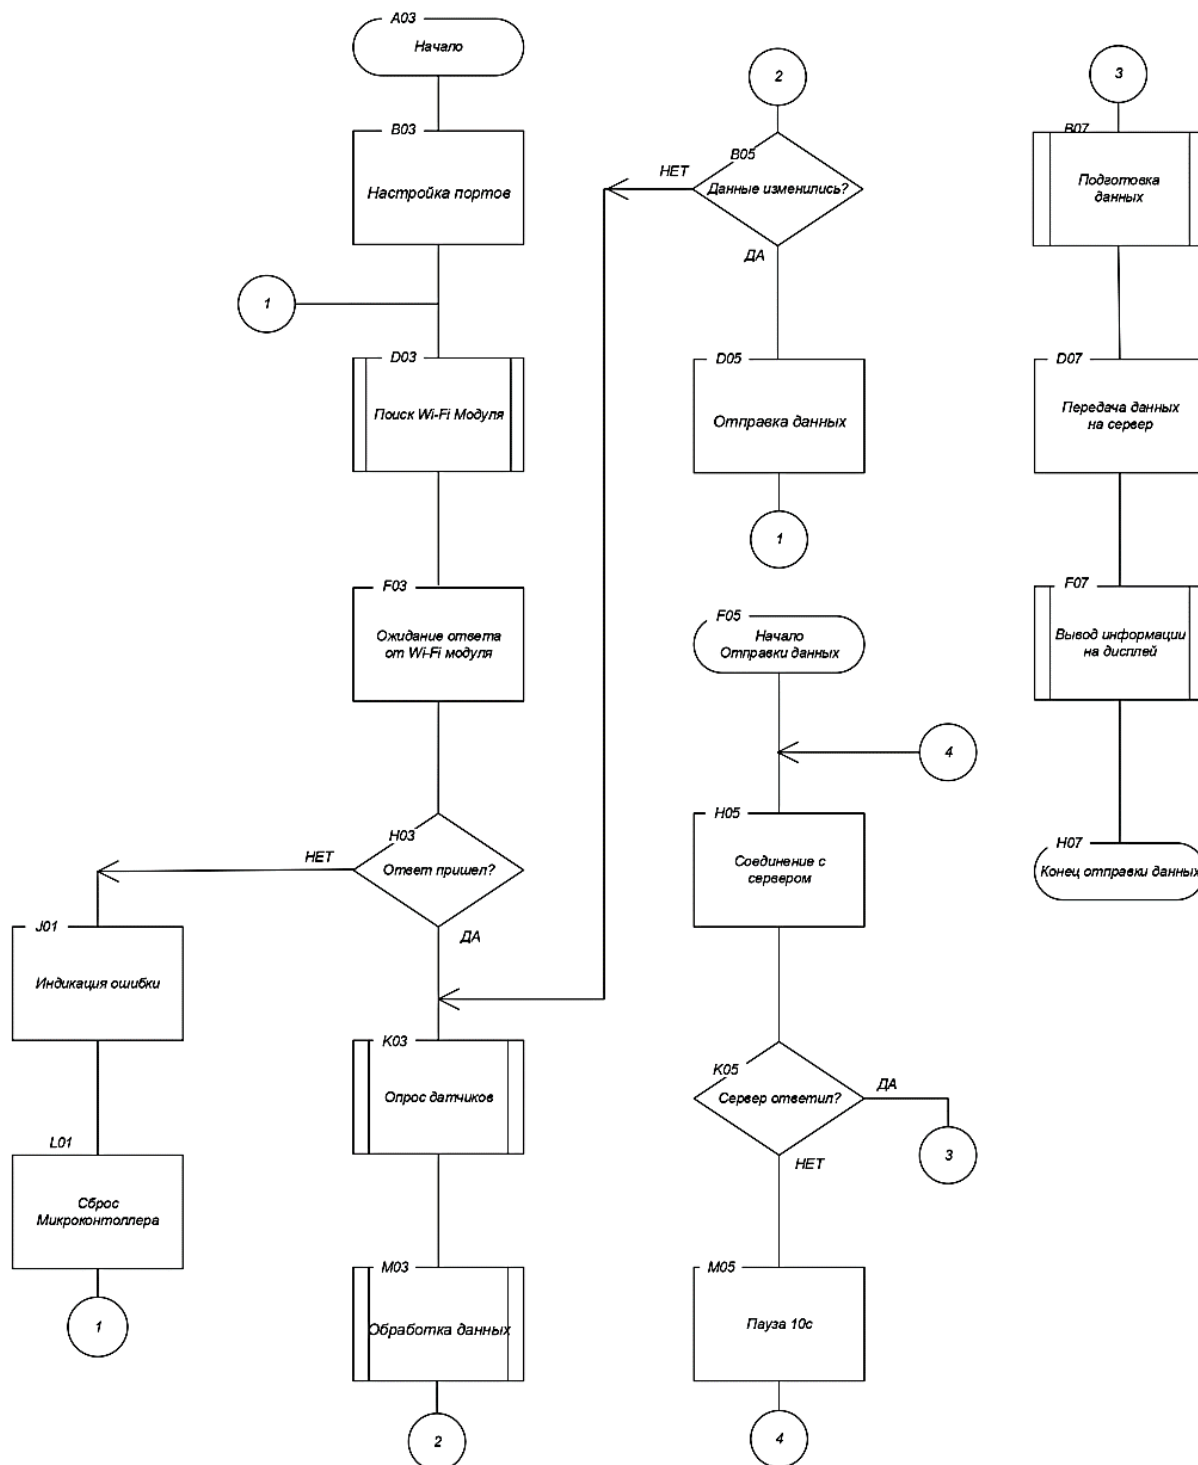 A03
Начало
B03
Настройка портов
1
D03
Поиск Wi-Fi Модуля
F03
Ожидание ответа
от Wi-Fi модуля
H03
Ответ пришел?
НЕТ
ДА
J01
Индикация ошибки
L01
Сброс
Микроконтоллера
1
K03
Опрос датчиков
M03
Обработка данных
2
2
B05
Данные изменились?
НЕТ
ДА
D05
Отправка данных
1
F05
Начало
Отправки данных
4
H05
Соединение с
сервером
K05
Сервер ответил?
ДА
3
НЕТ
M05
Пауза 10с
4
3
B07
Подготовка
данных
D07
Передача данных
на сервер
F07
Вывод информации
на дисплей
H07
Конец отправки данных